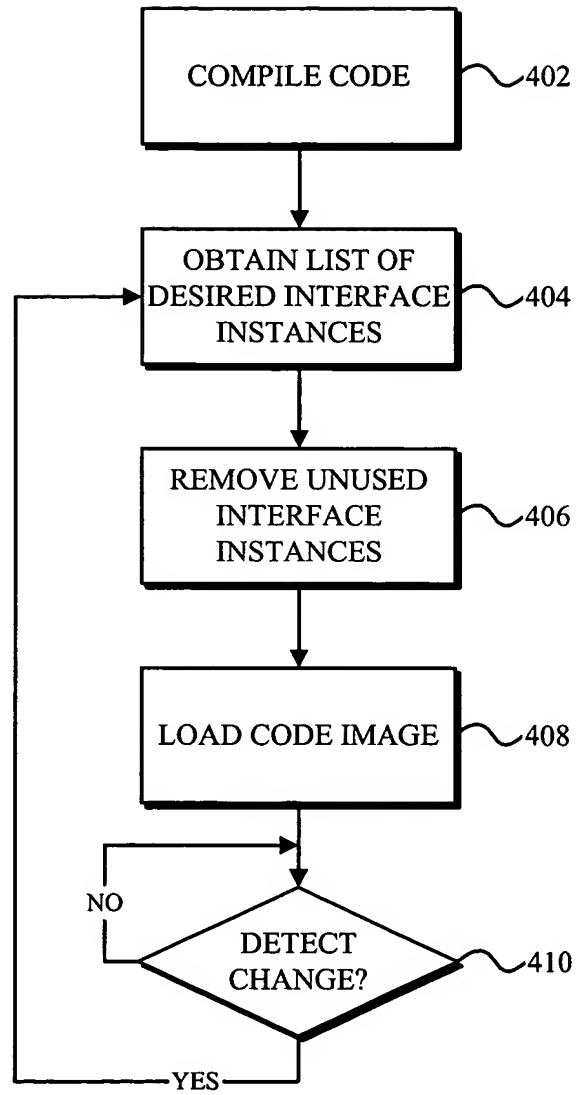 COMPILE CODE
402
OBTAIN LIST OF
DESIRED INTERFACE
INSTANCES
404
REMOVE UNUSED
INTERFACE
INSTANCES
406
LOAD CODE IMAGE
408
NO
DETECT
CHANGE?
410
YES